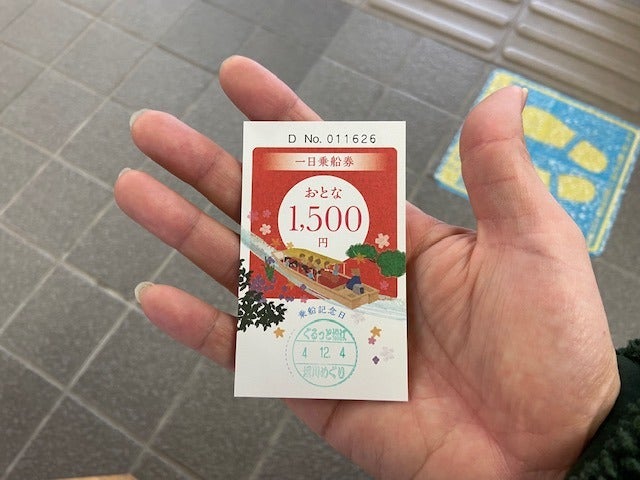 D No. 011626
一日乗船券
おとな
1,500
円
乗船記念日
ぐるっと松江
4 12. 4
堀川めぐり